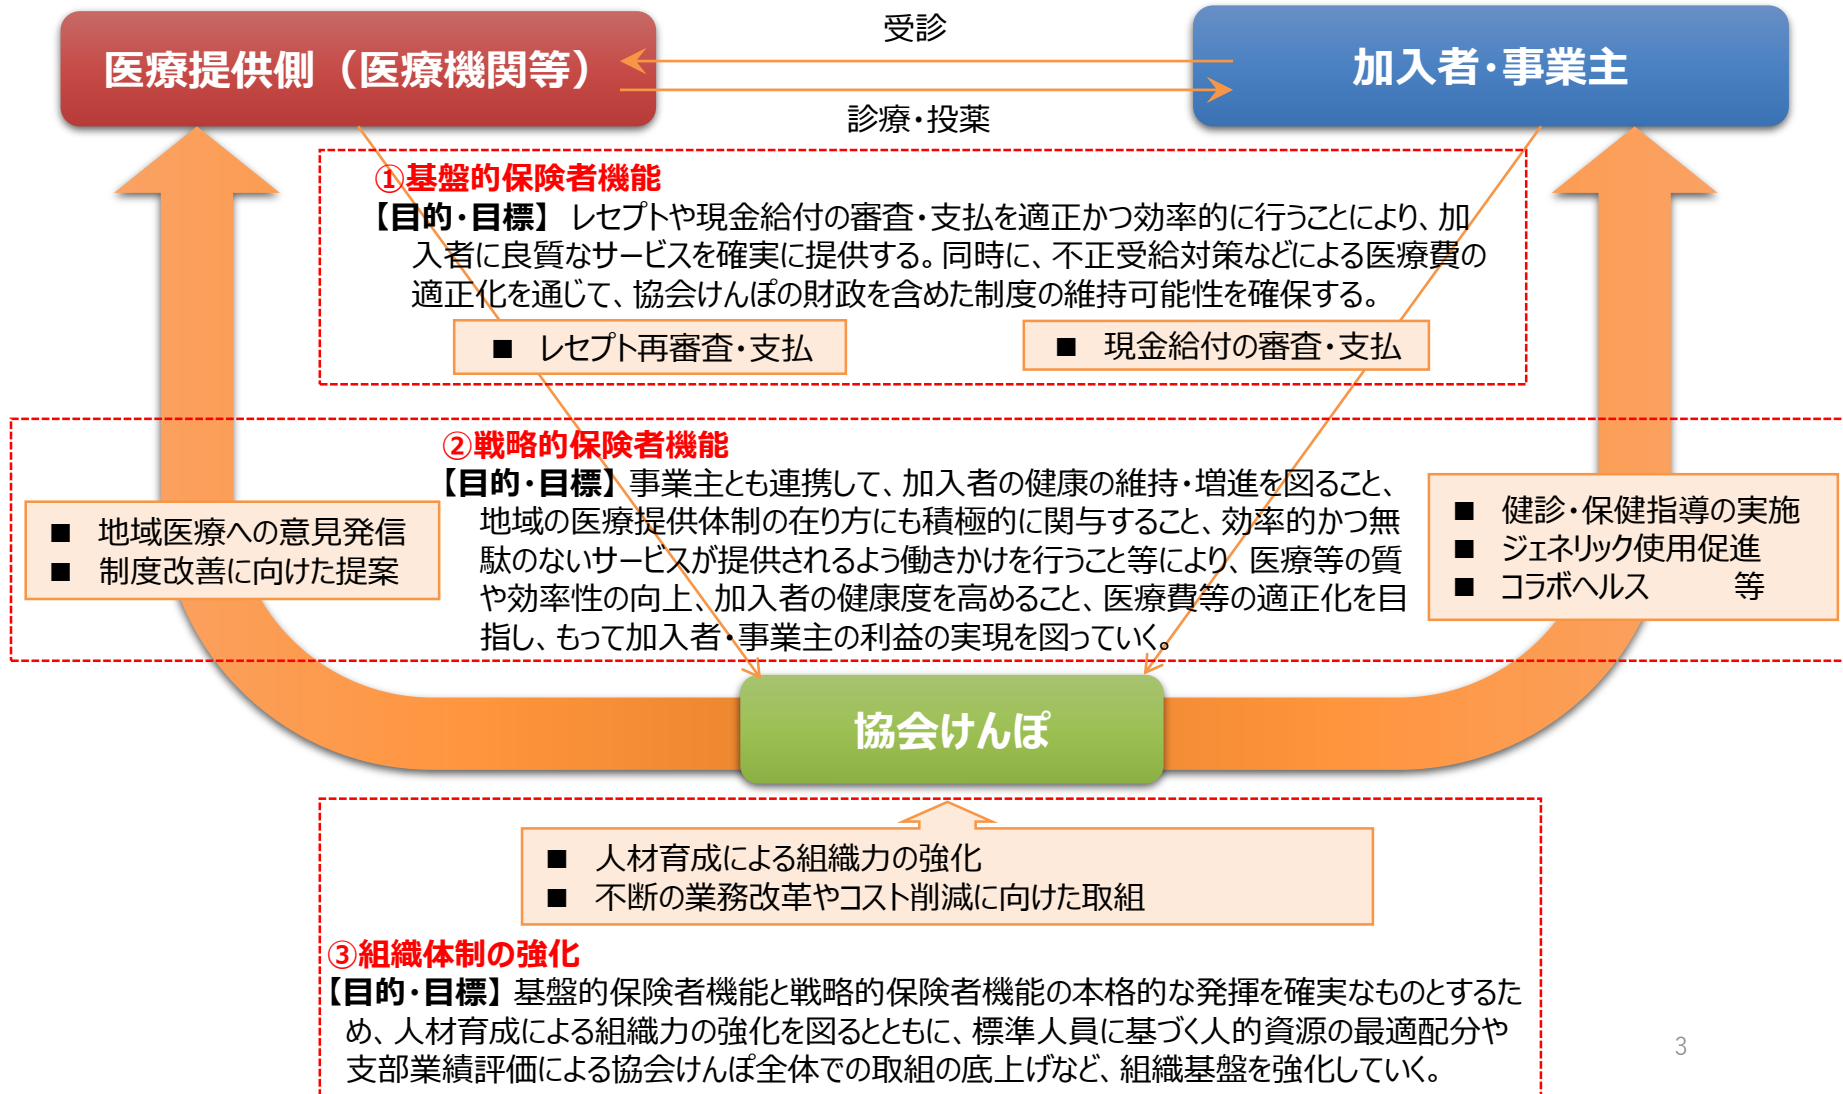 医療提供側（医療機関等）
受診
加入者・事業主
診療・投薬
①基盤的保険者機能
【目的・目標】 レセプトや現金給付の審査・支払を適正かつ効率的に行うことにより、加
入者に良質なサービスを確実に提供する。同時に、不正受給対策などによる医療費の
適正化を通じて、協会けんぽの財政を含めた制度の維持可能性を確保する。
■ レセプト再審査・支払
■ 現金給付の審査・支払
②戦略的保険者機能
【目的・目標】 事業主とも連携して、加入者の健康の維持・増進を図ること、
地域の医療提供体制の在り方にも積極的に関与すること、効率的かつ無
駄のないサービスが提供されるよう働きかけを行うこと等により、医療等の質
や効率性の向上、加入者の健康度を高めること、医療費等の適正化を目
指し、もって加入者・事業主の利益の実現を図っていく。
■ 地域医療への意見発信
■ 制度改善に向けた提案
■ 健診・保健指導の実施
■ ジェネリック使用促進
■ コラボヘルス 等
協会けんぽ
■ 人材育成による組織力の強化
■ 不断の業務改革やコスト削減に向けた取組
③組織体制の強化
【目的・目標】 基盤的保険者機能と戦略的保険者機能の本格的な発揮を確実なものとするた
め、人材育成による組織力の強化を図るとともに、標準人員に基づく人的資源の最適配分や
支部業績評価による協会けんぽ全体での取組の底上げなど、組織基盤を強化していく。
3